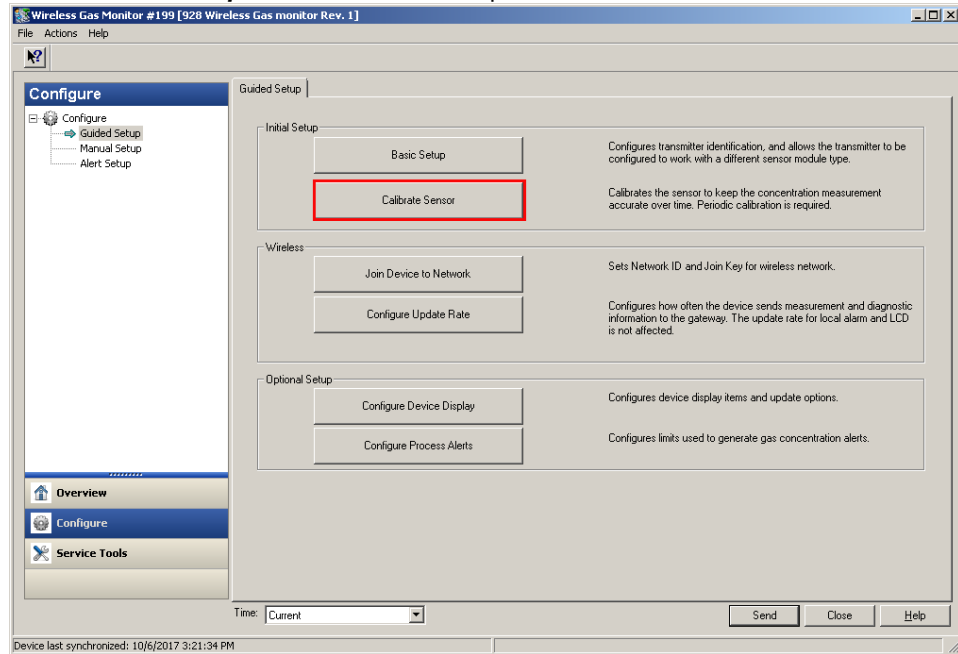 Wireless Gas Monitor #199 [928 Wireless Gas monitor Rev. 1]
File Actions Help
Configure
Configure
Guided Setup
Manual Setup
Alert Setup
Overview
Configure
Service Tools
Guided Setup
Initial Setup
Basic Setup
Configures transmitter identification, and allows the transmitter to be
configured to work with a different sensor module type.
Calibrate Sensor
Calibrates the sensor to keep the concentration measurement
accurate over time. Periodic calibration is required.
Wireless
Join Device to Network
Sets Network ID and Join Key for wireless network.
Configure Update Rate
Configures how often the device sends measurement and diagnostic
information to the gateway. The update rate for local alarm and LCD
is not affected.
Optional Setup
Configure Device Display
Configures device display items and update options.
Configure Process Alerts
Configures limits used to generate gas concentration alerts.
Time: Current
Send Close Help
Device last synchronized: 10/6/2017 3:21:34 PM